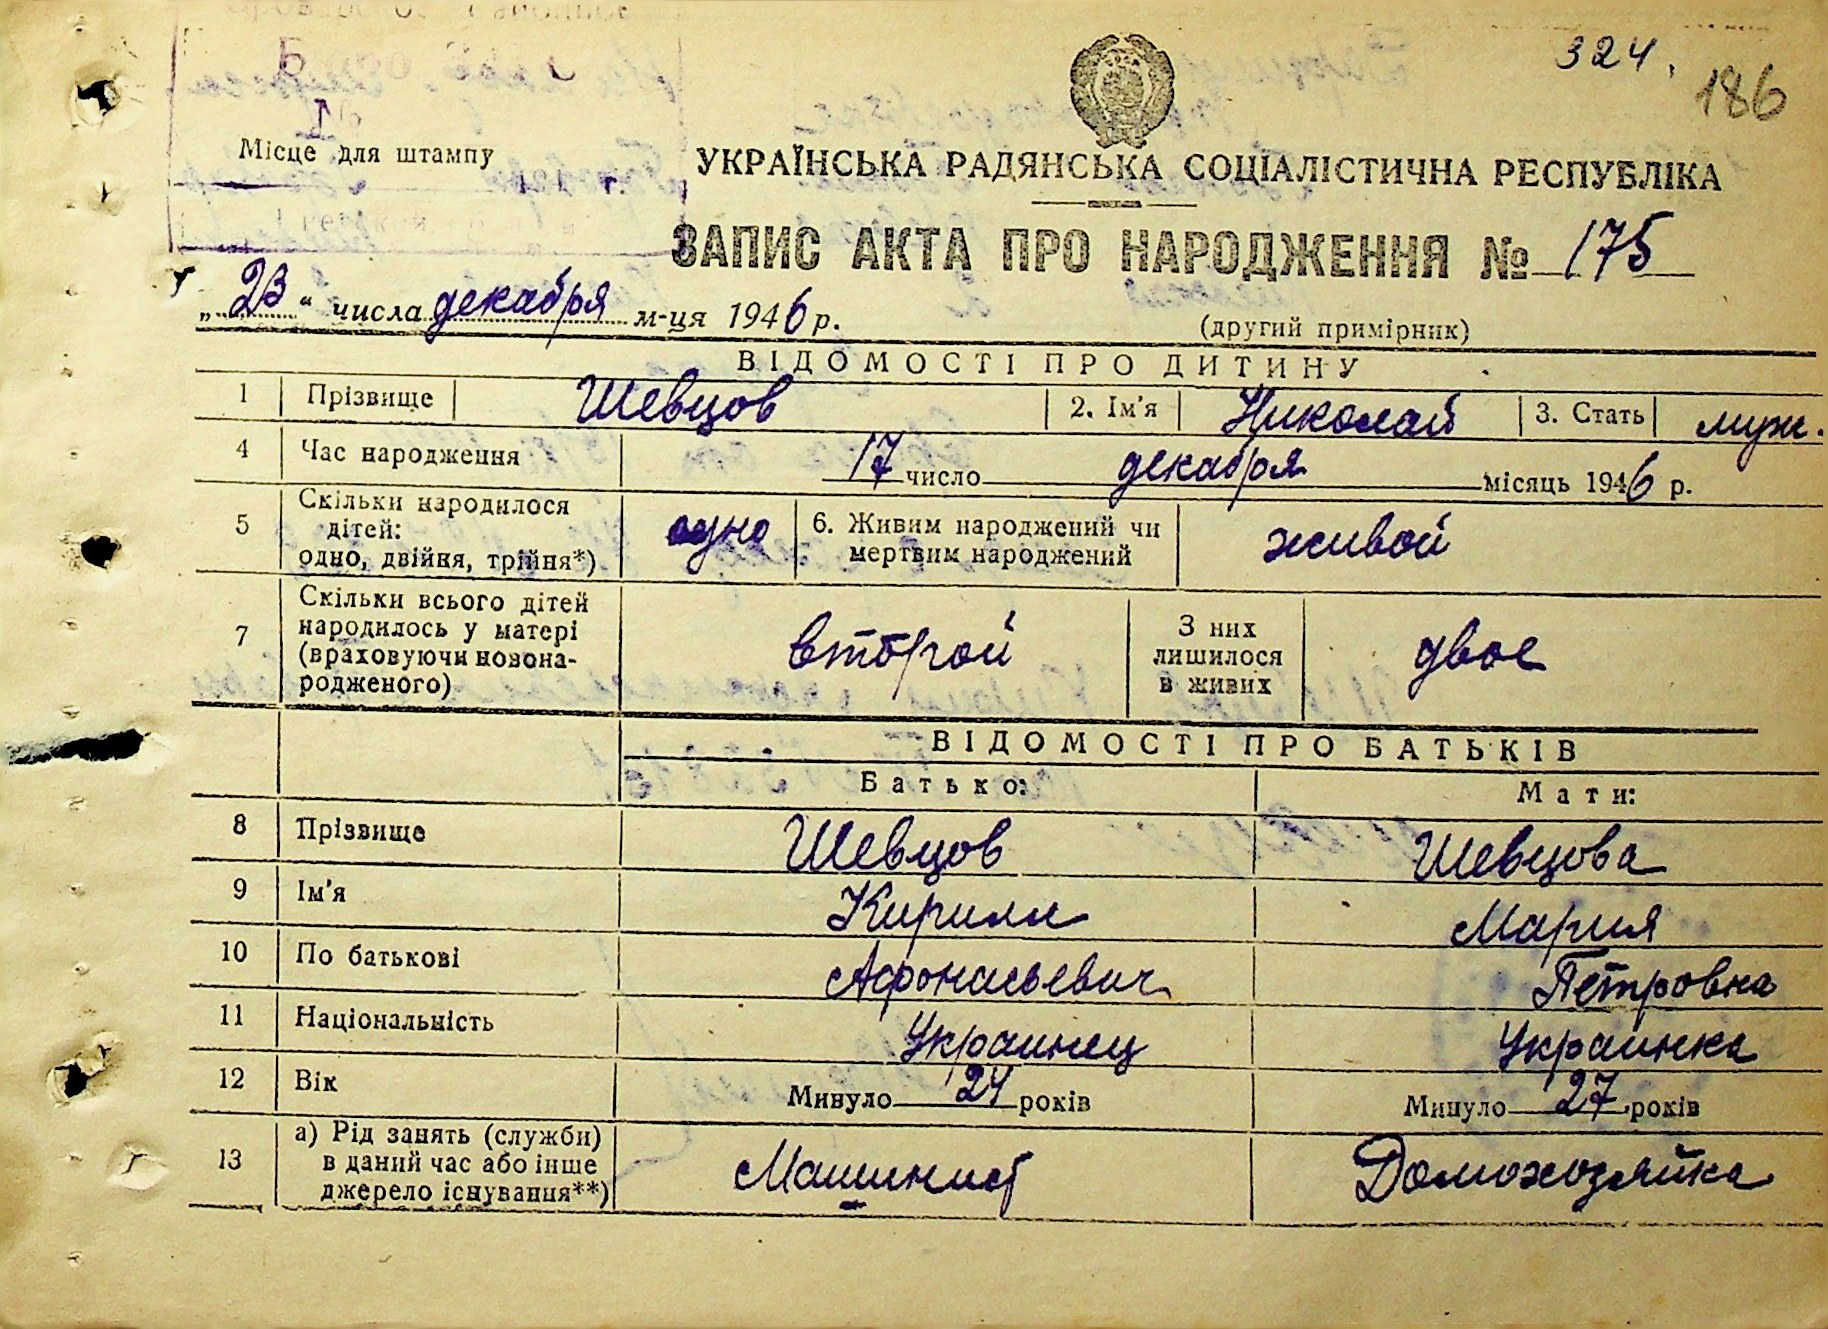 324.
186
Місце для штампу
УКРАЇНСЬКА РАДЯНСЬКА СОЦІАЛІСТИЧНА РЕСПУБЛІКА
ЗАПИС АКТА ПРО НАРОДЖЕННЯ № 175
„23“ числа декабря м-ця 1946 р.
(другий примірник)
ВІДОМОСТІ ПРО ДИТИНУ
1 Прізвище Шевцов 2. Ім'я Николай 3. Стать муж.
4 Час народження 17 число декабря місяць 1946 р.
5 Скільки народилося
дітей:
одно, двійня, трійня*) одно 6. Живим народжений чи
мертвим народжений живой
7 Скільки всього дітей
народилось у матері
(враховуючи новона-
родженого) второй З них
лишилося
в живих двое
ВІДОМОСТІ ПРО БАТЬКІВ
Батько: Мати:
8 Прізвище Шевцов Шевцова
9 Ім'я Кирилл Мария
10 По батькові Афонасьевич Петровна
11 Національність Украинец Украинка
12 Вік Минуло 24 років Минуло 27 років
13 а) Рід занять (служби)
в даний час або інше
джерело існування**) Машинист Домохозяйка